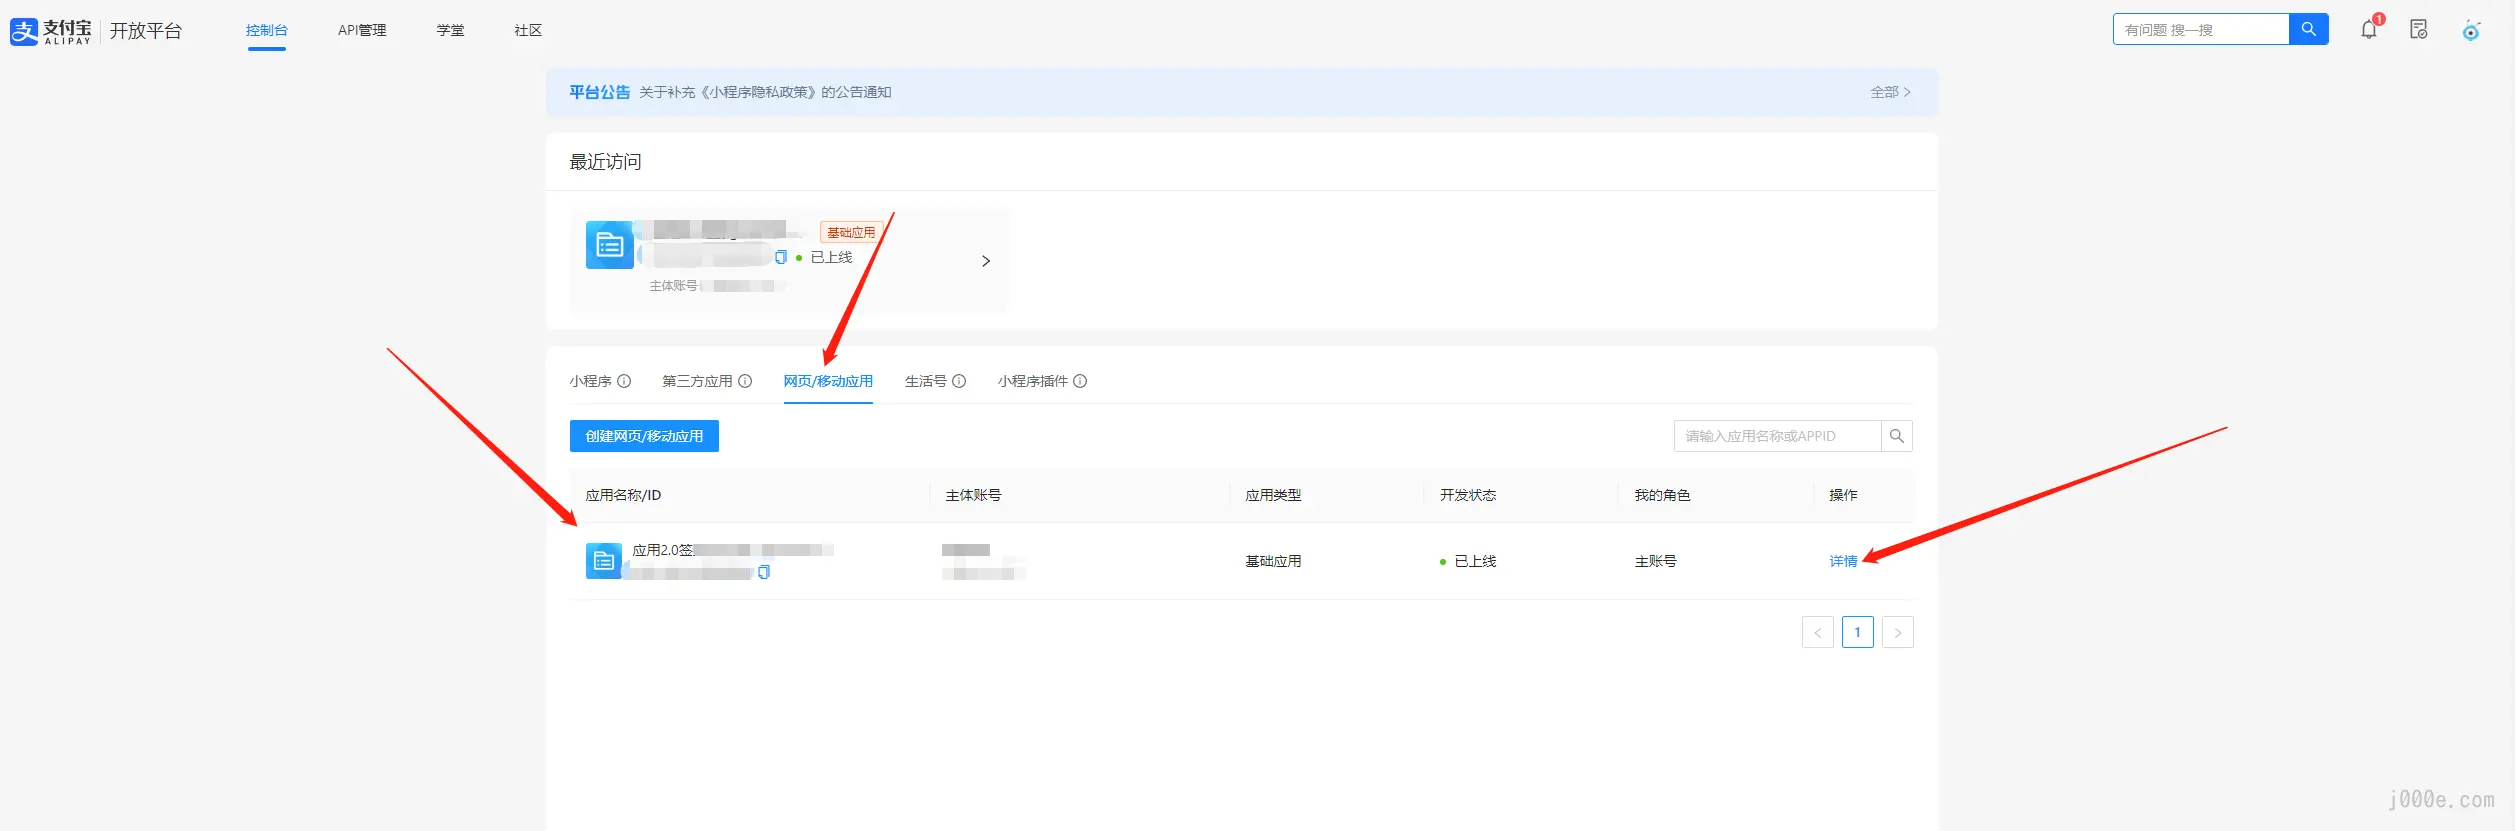 支付宝
ALIPAY
开放平台
控制台
API管理
学堂
社区
有问题 搜一搜
1
平台公告 关于补充《小程序隐私政策》的公告通知
全部 >
最近访问
基础应用
已上线
主体账号
小程序
第三方应用
网页/移动应用
生活号
小程序插件
创建网页/移动应用
请输入应用名称或APPID
应用名称/ID
主体账号
应用类型
开发状态
我的角色
操作
应用2.0签
基础应用
已上线
主账号
详情
< 1 >
j000e.com